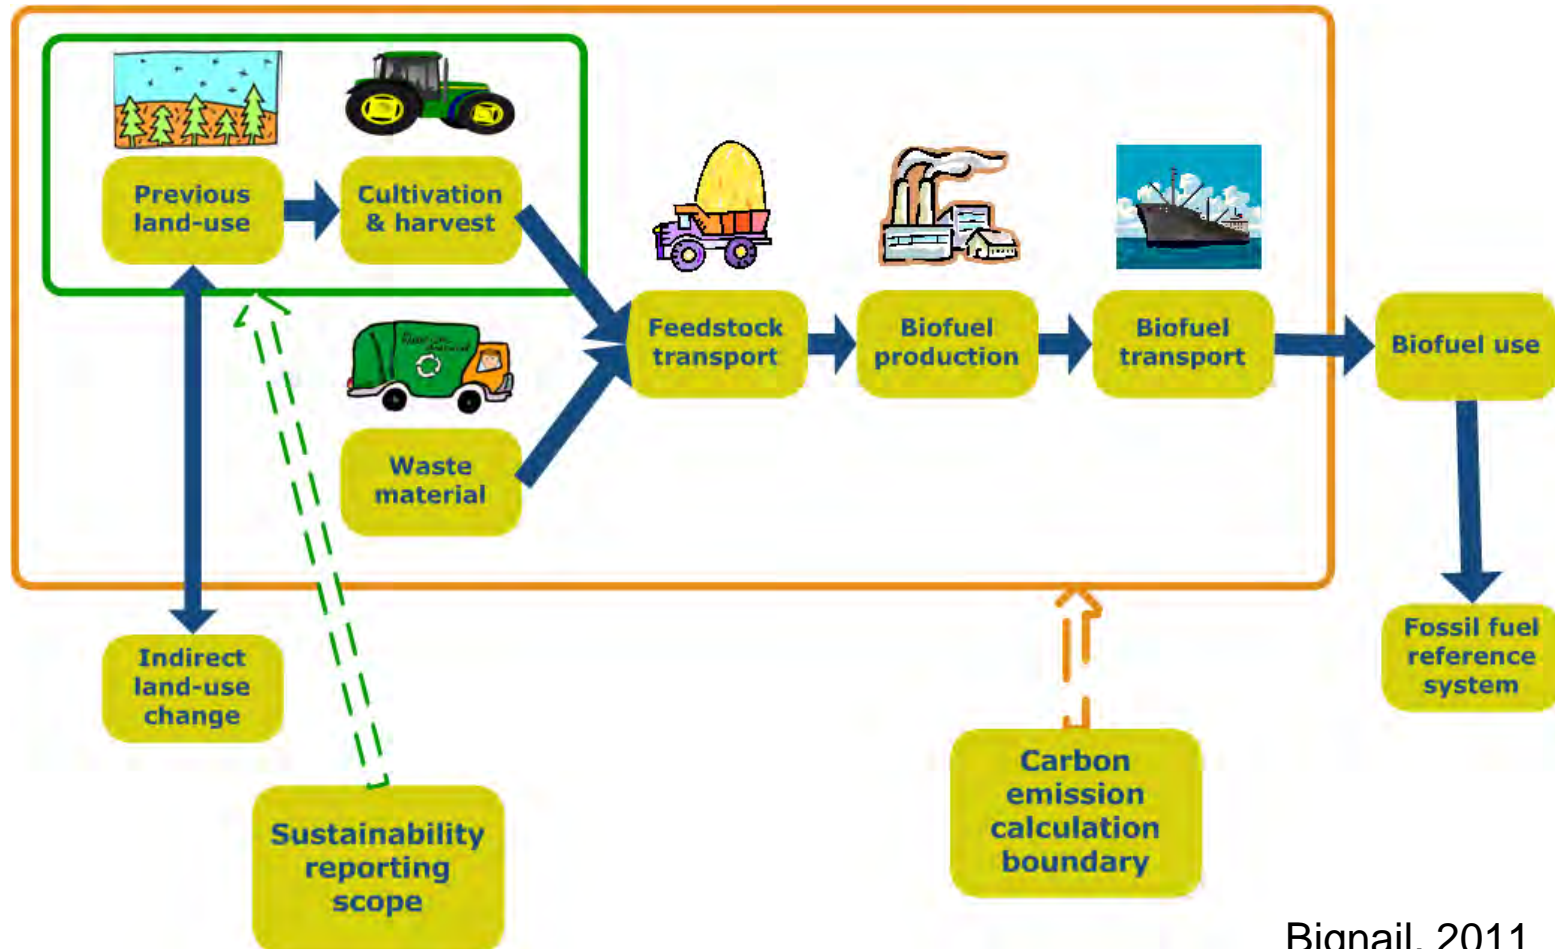 Previous
land-use
Cultivation
& harvest
Feedstock
transport
Biofuel
production
Biofuel
transport
Biofuel use
Waste
material
Indirect
land-use
change
Fossil fuel
reference
system
Sustainability
reporting
scope
Carbon
emission
calculation
boundary
Bignail, 2011